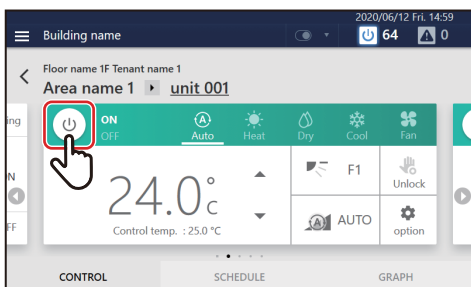 2020/06/12 Fri. 14:59
Building name 64 0
Floor name 1F Tenant name 1
Area name 1 unit 001
ing ON OFF Auto Heat Dry Cool Fan
N 24.0°c F1 Unlock
FF Control temp. : 25.0 °C AUTO option
CONTROL SCHEDULE GRAPH